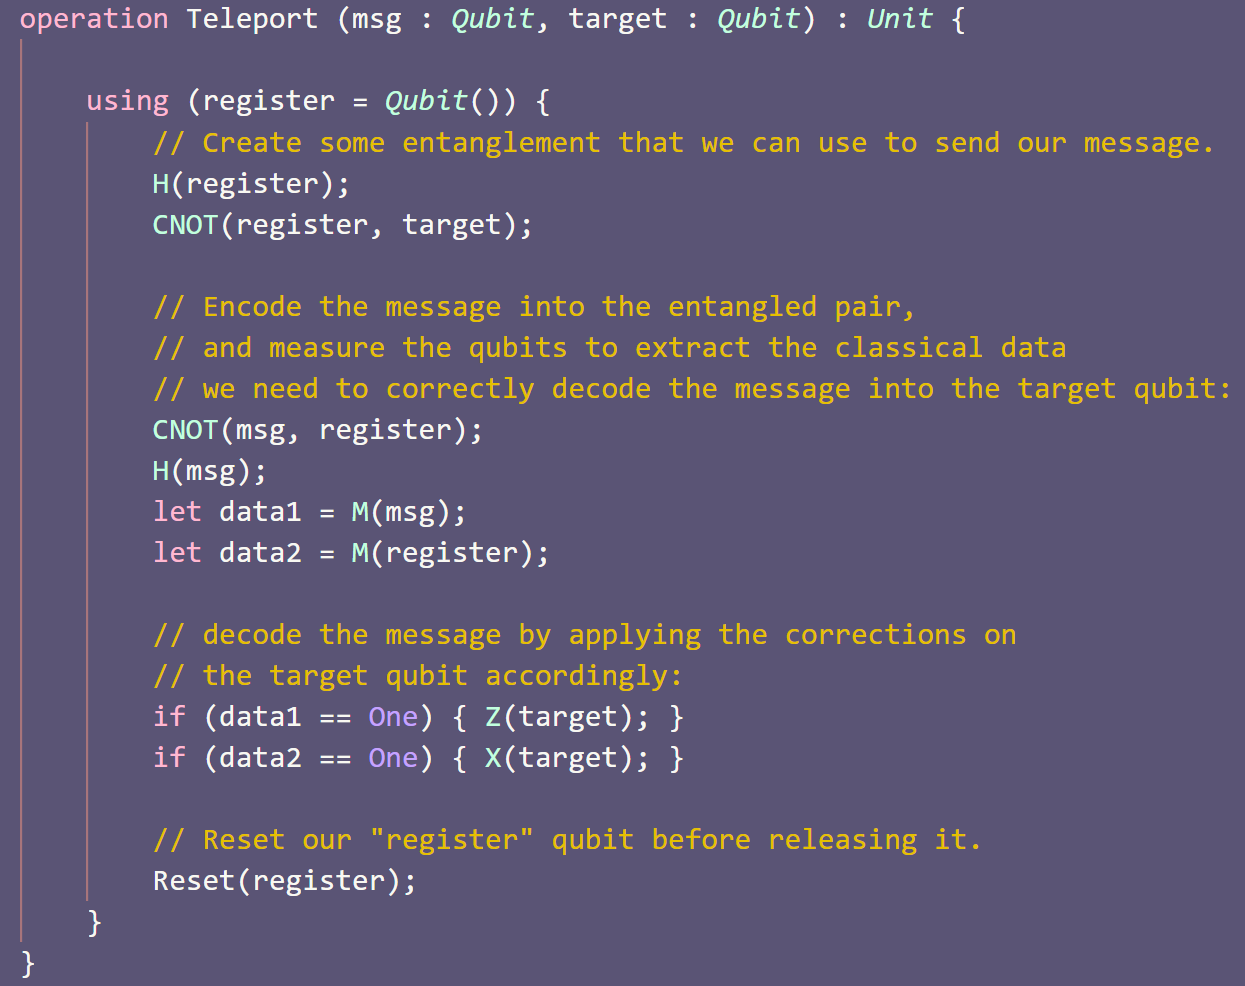 operation Teleport (msg : Qubit, target : Qubit) : Unit {
using (register = Qubit()) {
// Create some entanglement that we can use to send our message.
H(register);
CNOT(register, target);
// Encode the message into the entangled pair,
// and measure the qubits to extract the classical data
// we need to correctly decode the message into the target qubit:
CNOT(msg, register);
H(msg);
let data1 = M(msg);
let data2 = M(register);
// decode the message by applying the corrections on
// the target qubit accordingly:
if (data1 == One) { Z(target); }
if (data2 == One) { X(target); }
// Reset our "register" qubit before releasing it.
Reset(register);
}
}